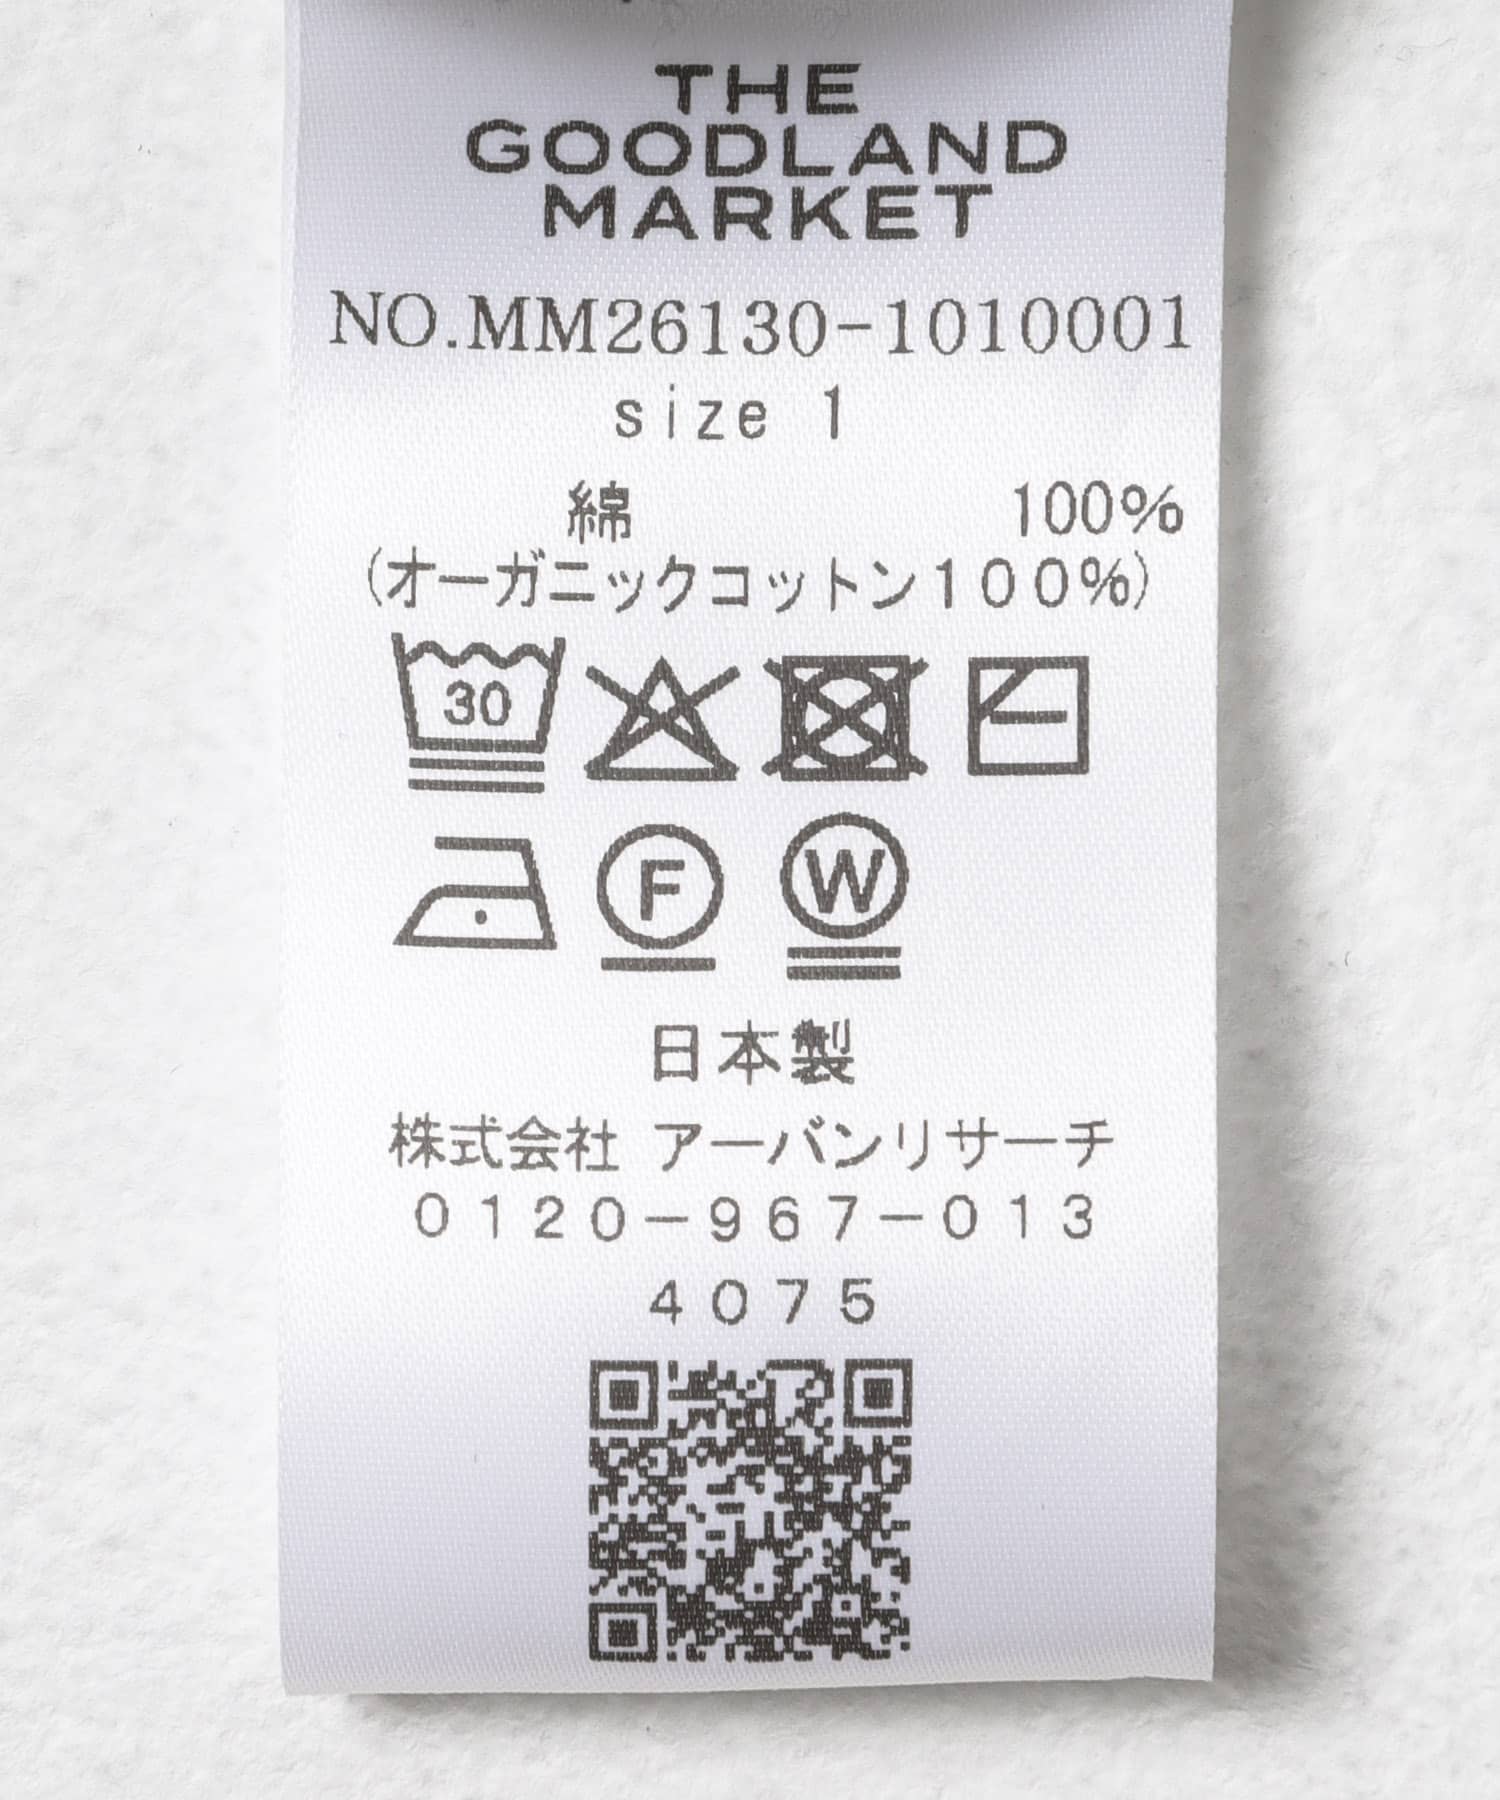 THE
GOODLAND
MARKET
NO.MM26130-1010001
size 1
綿 100%
(オーガニックコットン１００%)
30
F W
日本製
株式会社 アーバンリサーチ
０１２０－９６７－０１３
４０７５